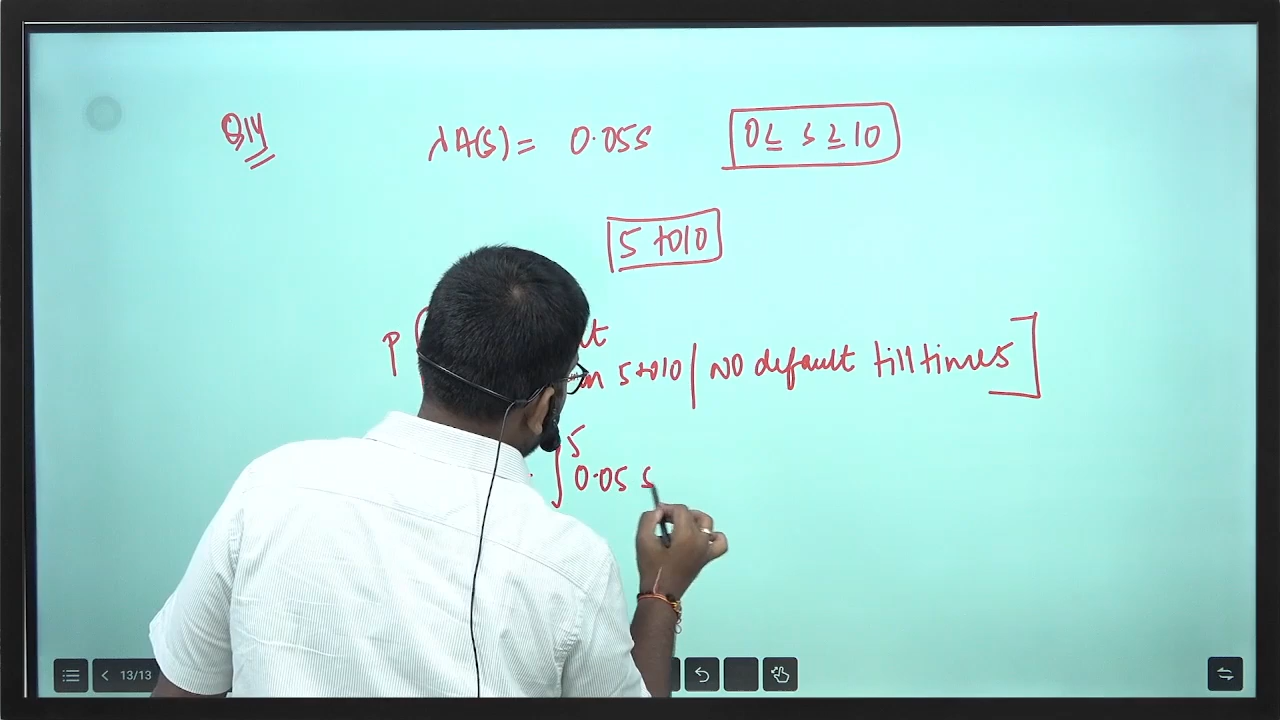 Q14 λA(s) = 0.05s 0 ≤ s ≥ 10
5 to 10
P in 5 to 10 | NO default till time 5 ]
∫ 5 0.05 s
13/13